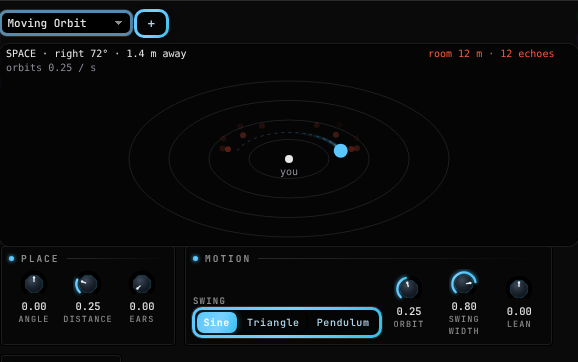 Moving Orbit +
SPACE · right 72° · 1.4 m away room 12 m · 12 echoes
orbits 0.25 / s
you
PLACE MOTION
0.00 0.25 0.00
ANGLE DISTANCE EARS
SWING
Sine Triangle Pendulum
0.25 0.80 0.00
ORBIT SWING WIDTH LEAN